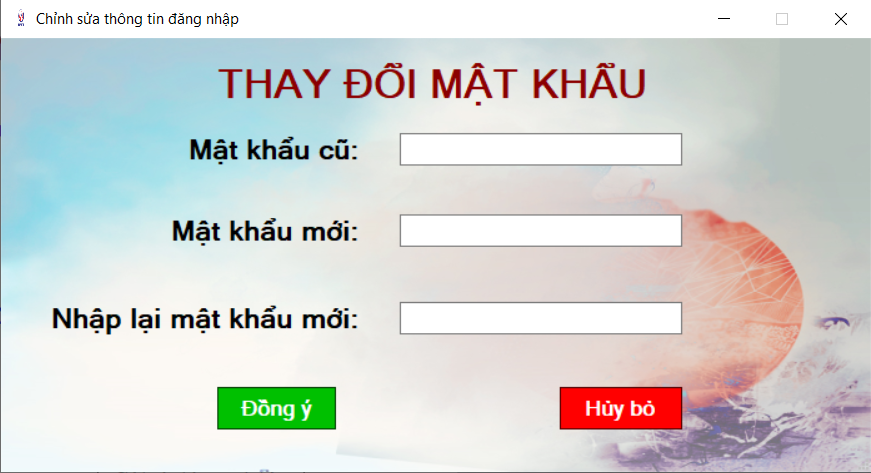 Chỉnh sửa thông tin đăng nhập
THAY ĐỔI MẬT KHẨU
Mật khẩu cũ:
Mật khẩu mới:
Nhập lại mật khẩu mới:
Đồng ý
Hủy bỏ